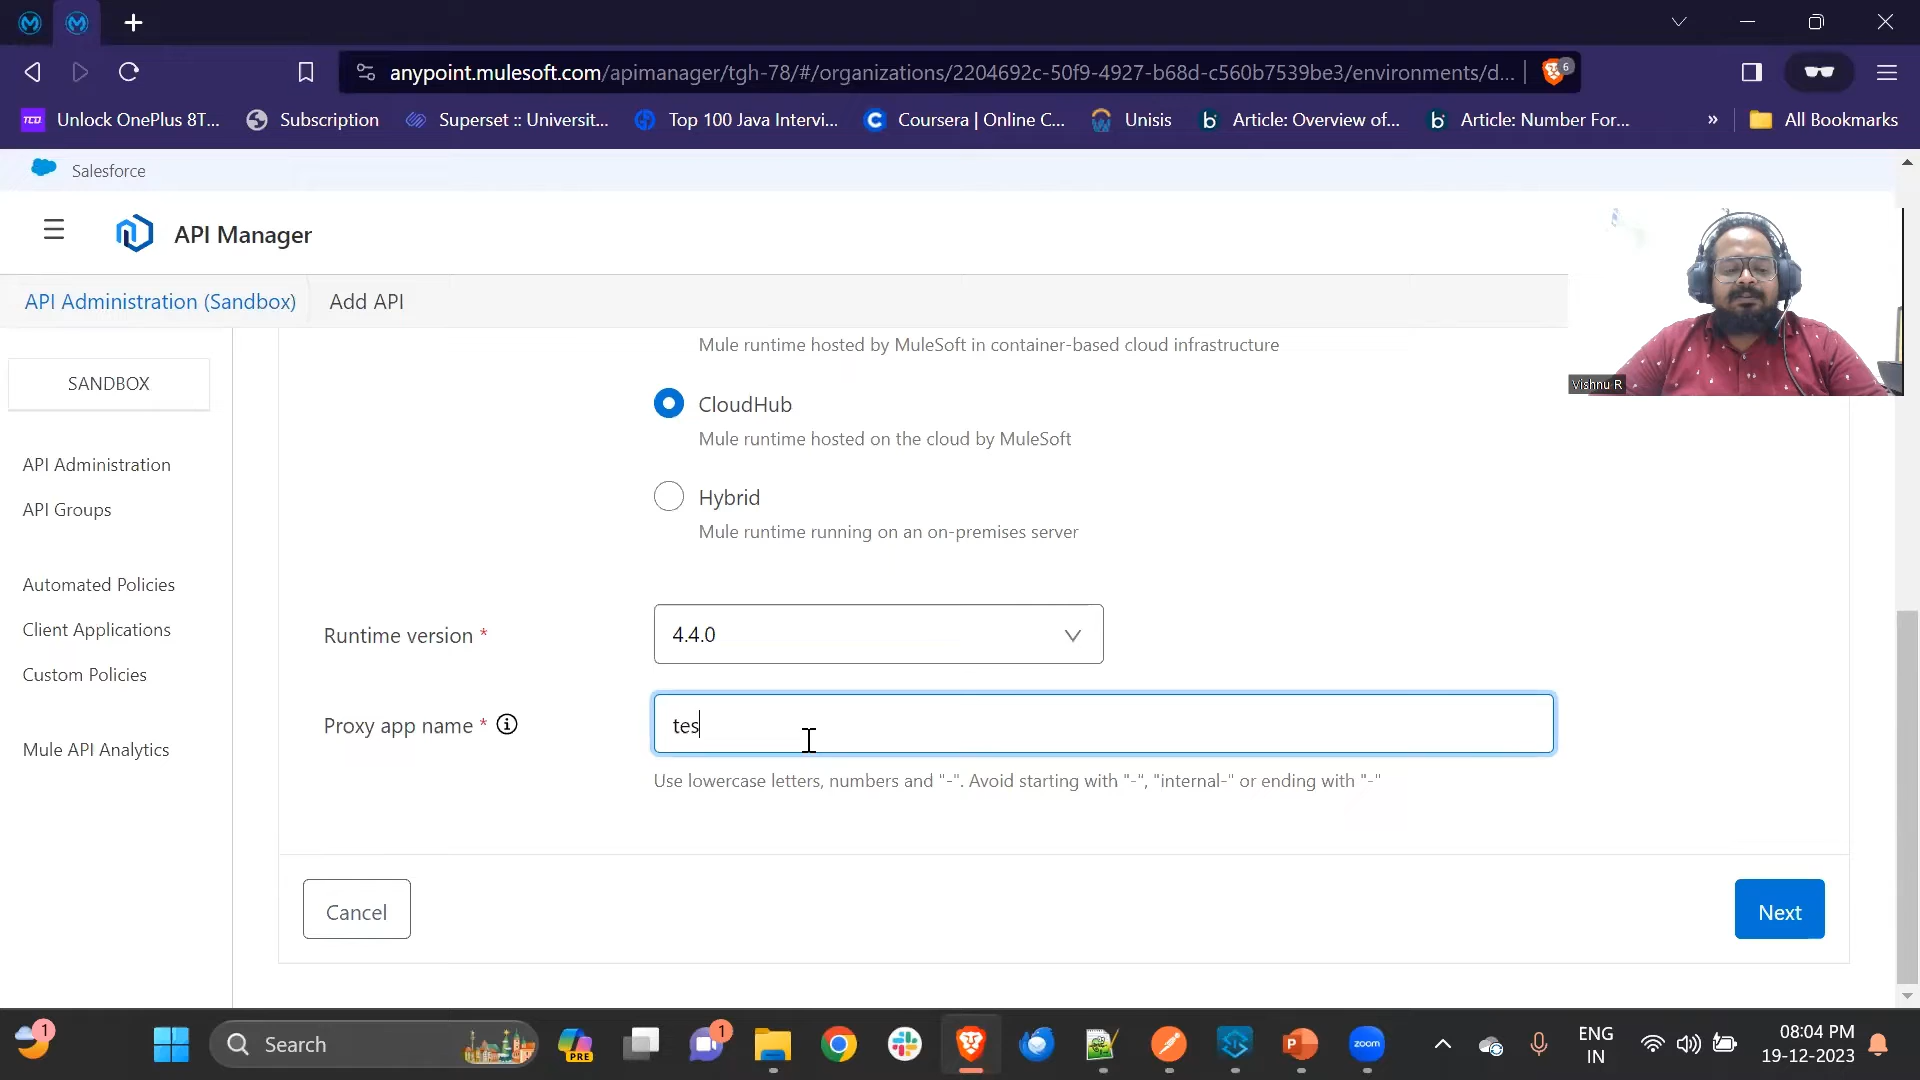 anypoint.mulesoft.com/apimanager/tgh-78/#/organizations/2204692c-50f9-4927-b68d-c560b7539be3/environments/d...
6
TCD Unlock OnePlus 8T...
Subscription
Superset :: Universit...
Top 100 Java Intervi...
C Coursera | Online C...
Unisis
b Article: Overview of...
b Article: Number For...
»
All Bookmarks
Salesforce
API Manager
API Administration (Sandbox)
Add API
SANDBOX
API Administration
API Groups
Automated Policies
Client Applications
Custom Policies
Mule API Analytics
Mule runtime hosted by MuleSoft in container-based cloud infrastructure
CloudHub
Mule runtime hosted on the cloud by MuleSoft
Hybrid
Mule runtime running on an on-premises server
Runtime version *
4.4.0
Proxy app name *
tes
Use lowercase letters, numbers and "-". Avoid starting with "-", "internal-" or ending with "-"
Cancel
Next
Vishnu R
1
Search
PRE
1
zoom
ENG
IN
08:04 PM
19-12-2023